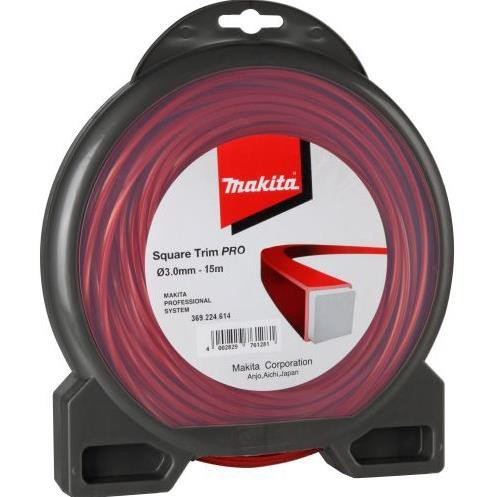 makita
Square Trim PRO
Ø3.0mm - 15m
MAKITA
PROFESSIONAL
SYSTEM
369.224.614
4 002829 761281
Makita Corporation
Anjo,Aichi,Japan